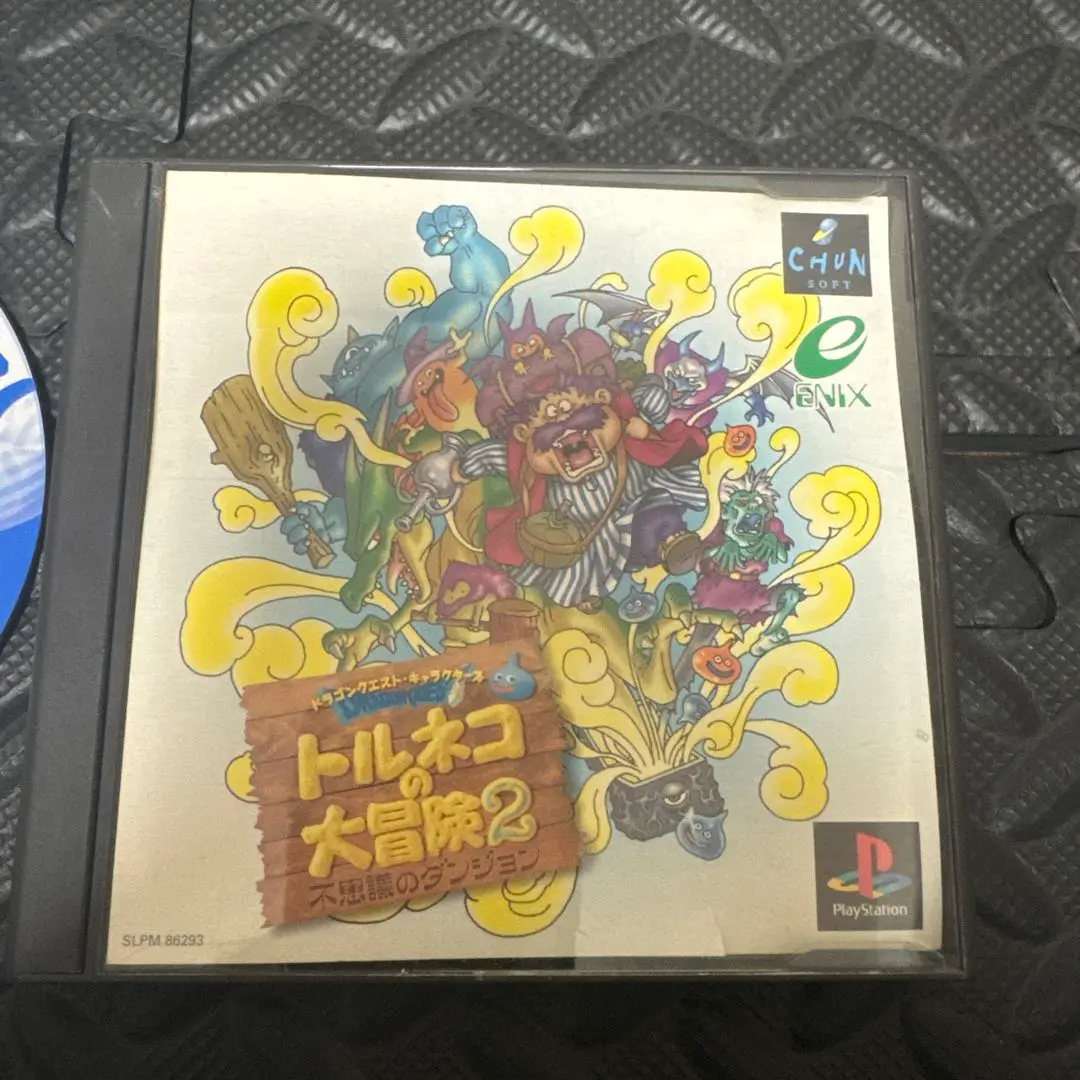 CHUN
SOFT
ENIX
ドラゴンクエスト・キャラクターズ
DRAGON QUEST
トルネコ
の
大冒険2
不思議のダンジョン
PlayStation
SLPM 86293